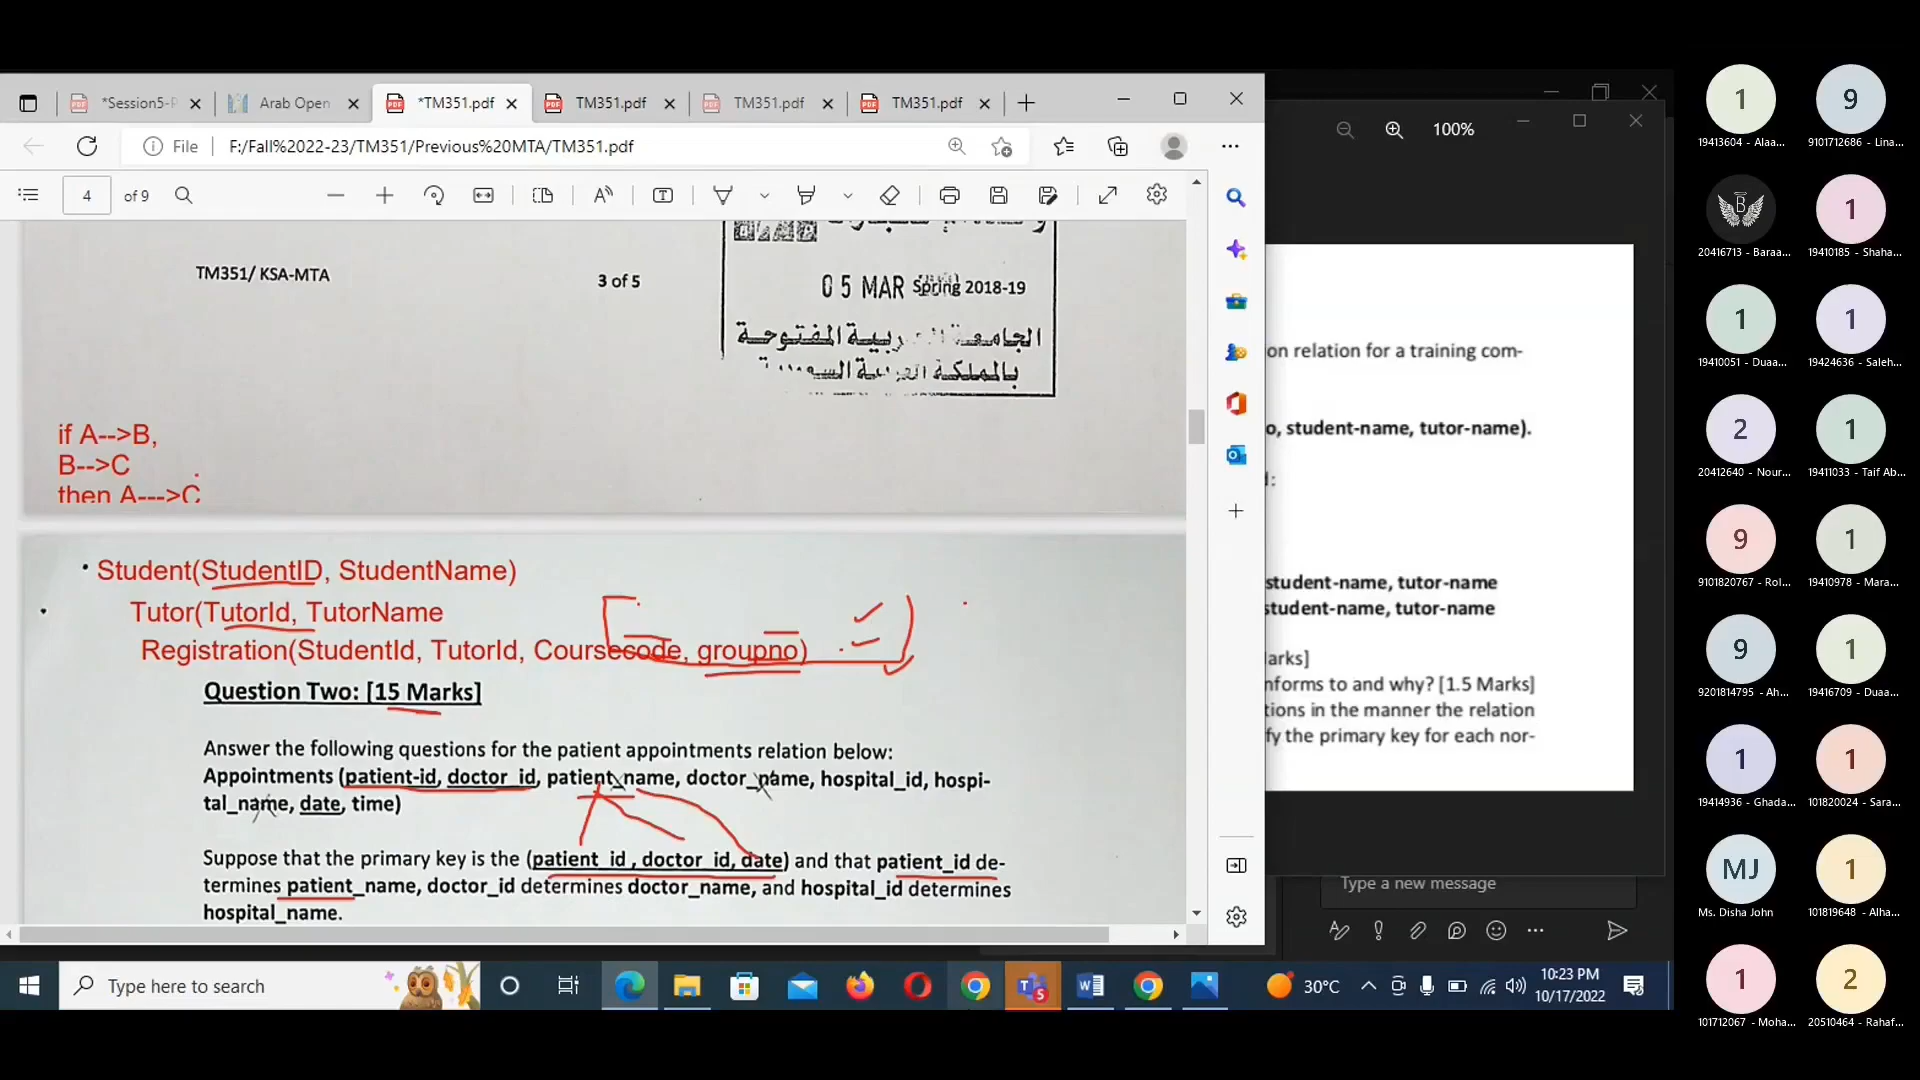 *Session5-P
Arab Open
*TM351.pdf
TM351.pdf
TM351.pdf
TM351.pdf
File
F:/Fall%2022-23/TM351/Previous%20MTA/TM351.pdf
4
of 9
TM351/ KSA-MTA
3 of 5
05 MAR Spring 2018-19
بالمملكة العربية السعودية
الجامعة العربية المفتوحة
if A-->B,
B-->C
then A--->C
Student(StudentID, StudentName)
Tutor(TutorId, TutorName
Registration(StudentId, TutorId, Coursecode, groupno)
Question Two: [15 Marks]
Answer the following questions for the patient appointments relation below:
Appointments (patient-id, doctor_id, patient_name, doctor_name, hospital_id, hospi-
tal_name, date, time)
Suppose that the primary key is the (patient_id , doctor_id, date) and that patient_id de-
termines patient_name, doctor_id determines doctor_name, and hospital_id determines
hospital_name.
100%
on relation for a training com-
o, student-name, tutor-name).
student-name, tutor-name
student-name, tutor-name
arks]
nforms to and why? [1.5 Marks]
tions in the manner the relation
fy the primary key for each nor-
Type a new message
1
19413604 - Alaa...
9
9101712686 - Lina...
B
20416713 - Baraa...
1
19410185 - Shaha...
1
19410051 - Duaa...
1
19424636 - Saleh...
2
20412640 - Nour...
1
19411033 - Taif Ab...
9
9101820767 - Rol...
1
19410978 - Mara...
9
9201814795 - Ah...
1
19416709 - Duaa...
1
19414936 - Ghada...
1
101820024 - Sara...
MJ
Ms. Disha John
1
101819648 - Alha...
1
101712067 - Moha...
2
20510464 - Rahaf...
Type here to search
30°C
10:23 PM
10/17/2022